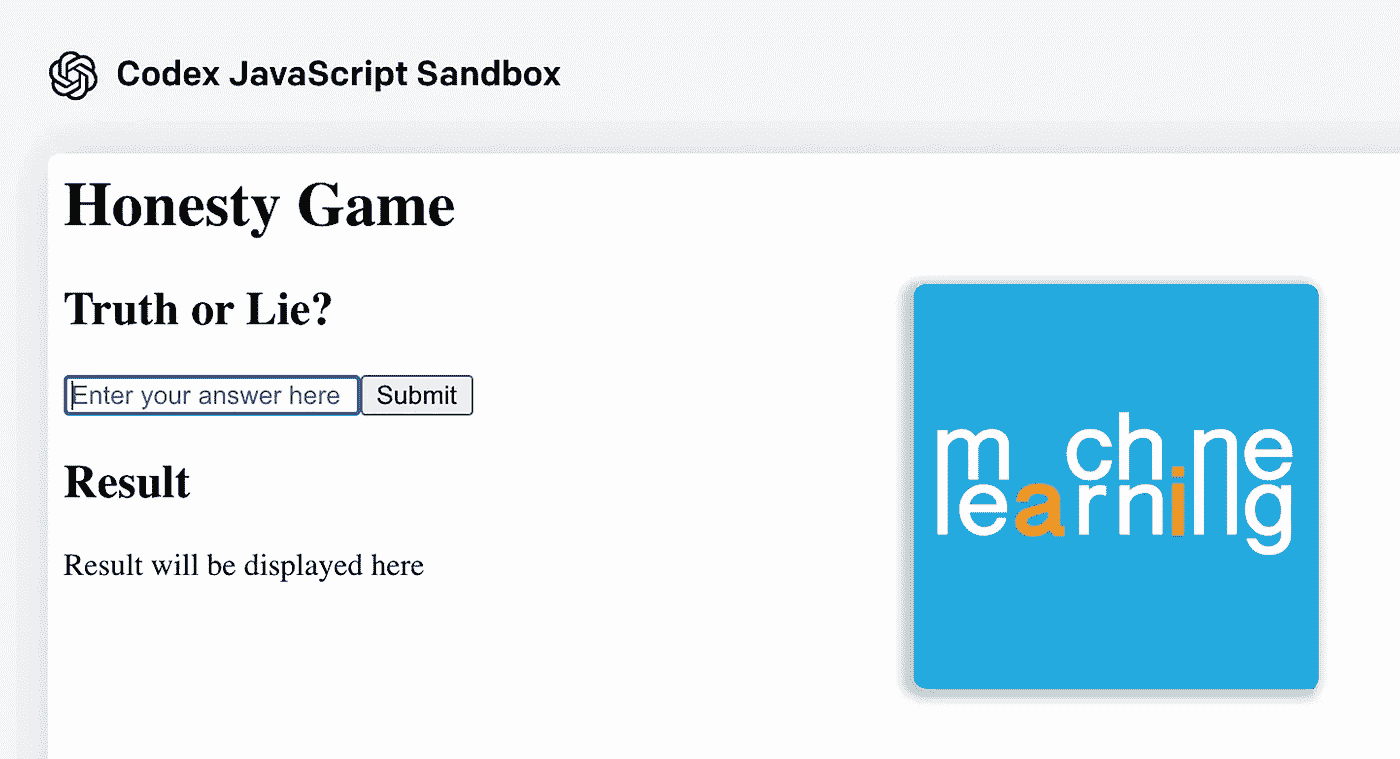 Codex JavaScript Sandbox
Honesty Game
Truth or Lie?
Enter your answer here Submit
Result
Result will be displayed here
machine
learning